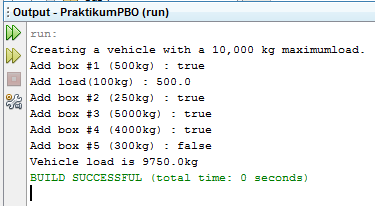 Output - PraktikumPBO (run)
run:
Creating a vehicle with a 10,000 kg maximumload.
Add box #1 (500kg) : true
Add load(100kg) : 500.0
Add box #2 (250kg) : true
Add box #3 (5000kg) : true
Add box #4 (4000kg) : true
Add box #5 (300kg) : false
Vehicle load is 9750.0kg
BUILD SUCCESSFUL (total time: 0 seconds)